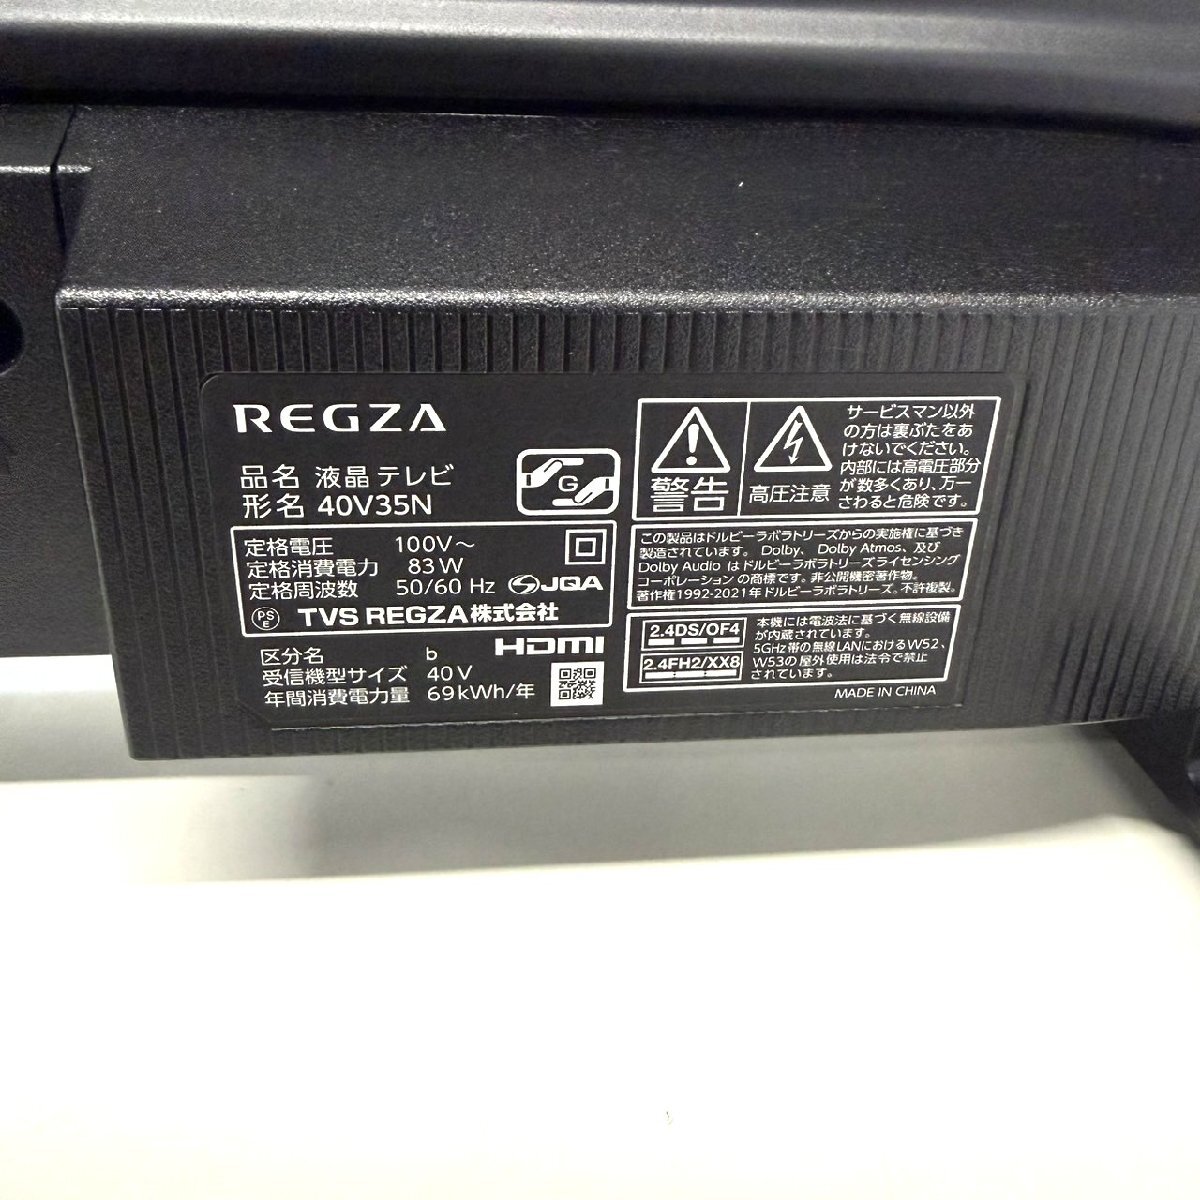 REGZA
品名 液晶テレビ
形名 40V35N
G
定格電圧 100V～
定格消費電力 83W
定格周波数 50/60 Hz
JQA
PS
E
TVS REGZA株式会社
HDMI
区分名 b
受信機型サイズ 40V
年間消費電力量 69kWh/年
警告
高圧注意
サービスマン以外
の方は裏ぶたをあ
けないでください。
内部には高電圧部分
が数多くあり、万一
さわると危険です。
この製品はドルビーラボラトリーズからの実施権に基づき
製造されています。 Dolby、 Dolby Atmos、及び
Dolby Audio はドルビーラボラトリーズライセンシング
コーポレーションの商標です。非公開機密著作物。
著作権1992-2021年ドルビーラボラトリーズ。不許複製。
2.4DS/OF4
2.4FH2/XX8
本機には電波法に基づく無線設備
が内蔵されています。
5GHz帯の無線LANにおけるW52、
W53の屋外使用は法令で禁止
されています。
MADE IN CHINA